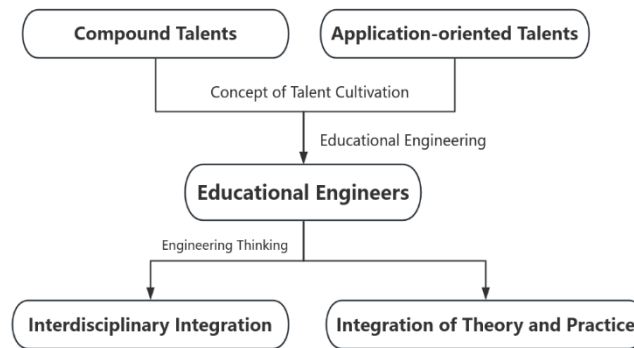 Compound Talents
Application-oriented Talents
Concept of Talent Cultivation
Educational Engineering
Educational Engineers
Engineering Thinking
Interdisciplinary Integration
Integration of Theory and Practice